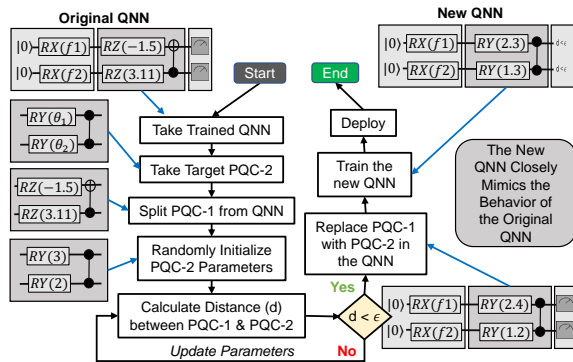 Original QNN
New QNN
|0⟩ RX(f1) RZ(−1.5)
|0⟩ RX(f2) RZ(3.11)
Start
End
|0⟩ RX(f1) RY(2.3) d<ϵ
|0⟩ RX(f2) RY(1.3) d<ϵ
RY(θ₁)
RY(θ₂)
Take Trained QNN
Deploy
Take Target PQC-2
Train the
new QNN
The New
QNN Closely
Mimics the
Behavior of
the Original
QNN
RZ(−1.5)
RZ(3.11)
Split PQC-1 from QNN
Replace PQC-1
with PQC-2 in
the QNN
RY(3)
RY(2)
Randomly Initialize
PQC-2 Parameters
Yes
Calculate Distance (d)
between PQC-1 & PQC-2
d < ϵ
|0⟩ RX(f1) RY(2.4)
|0⟩ RX(f2) RY(1.2)
Update Parameters
No